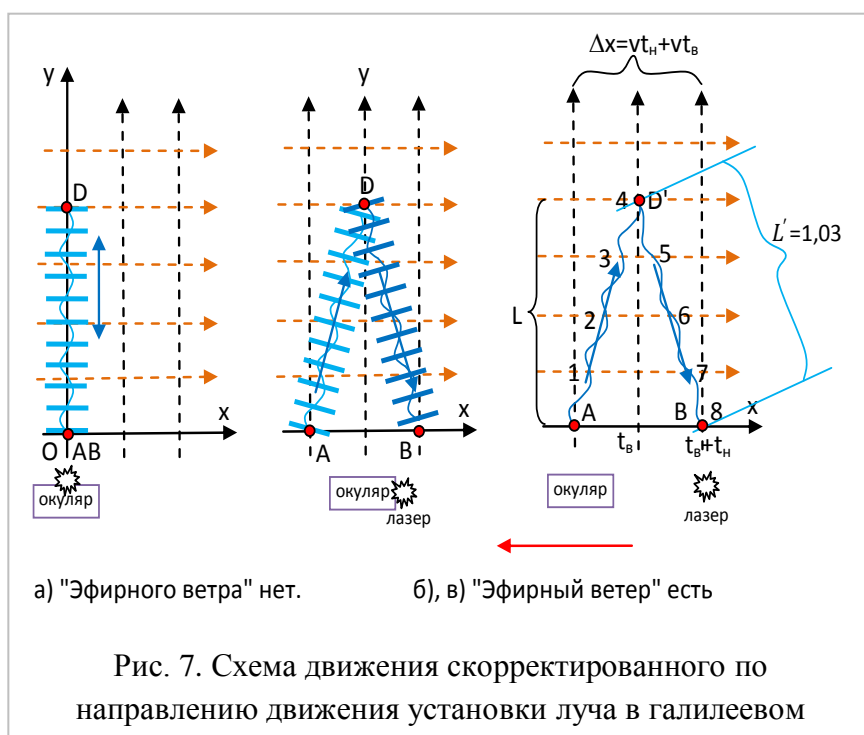 Δx=vtн+vtв
y
y
y
D
D
4 D'
3
5
L'=1,03
L
2
6
1
7
x
x
x
O AB
A
B
A
B
8
tв
tв+tн
окуляр
окуляр
лазер
окуляр
лазер
а) "Эфирного ветра" нет.
б), в) "Эфирный ветер" есть
Рис. 7. Схема движения скорректированного по
направлению движения установки луча в галилеевом